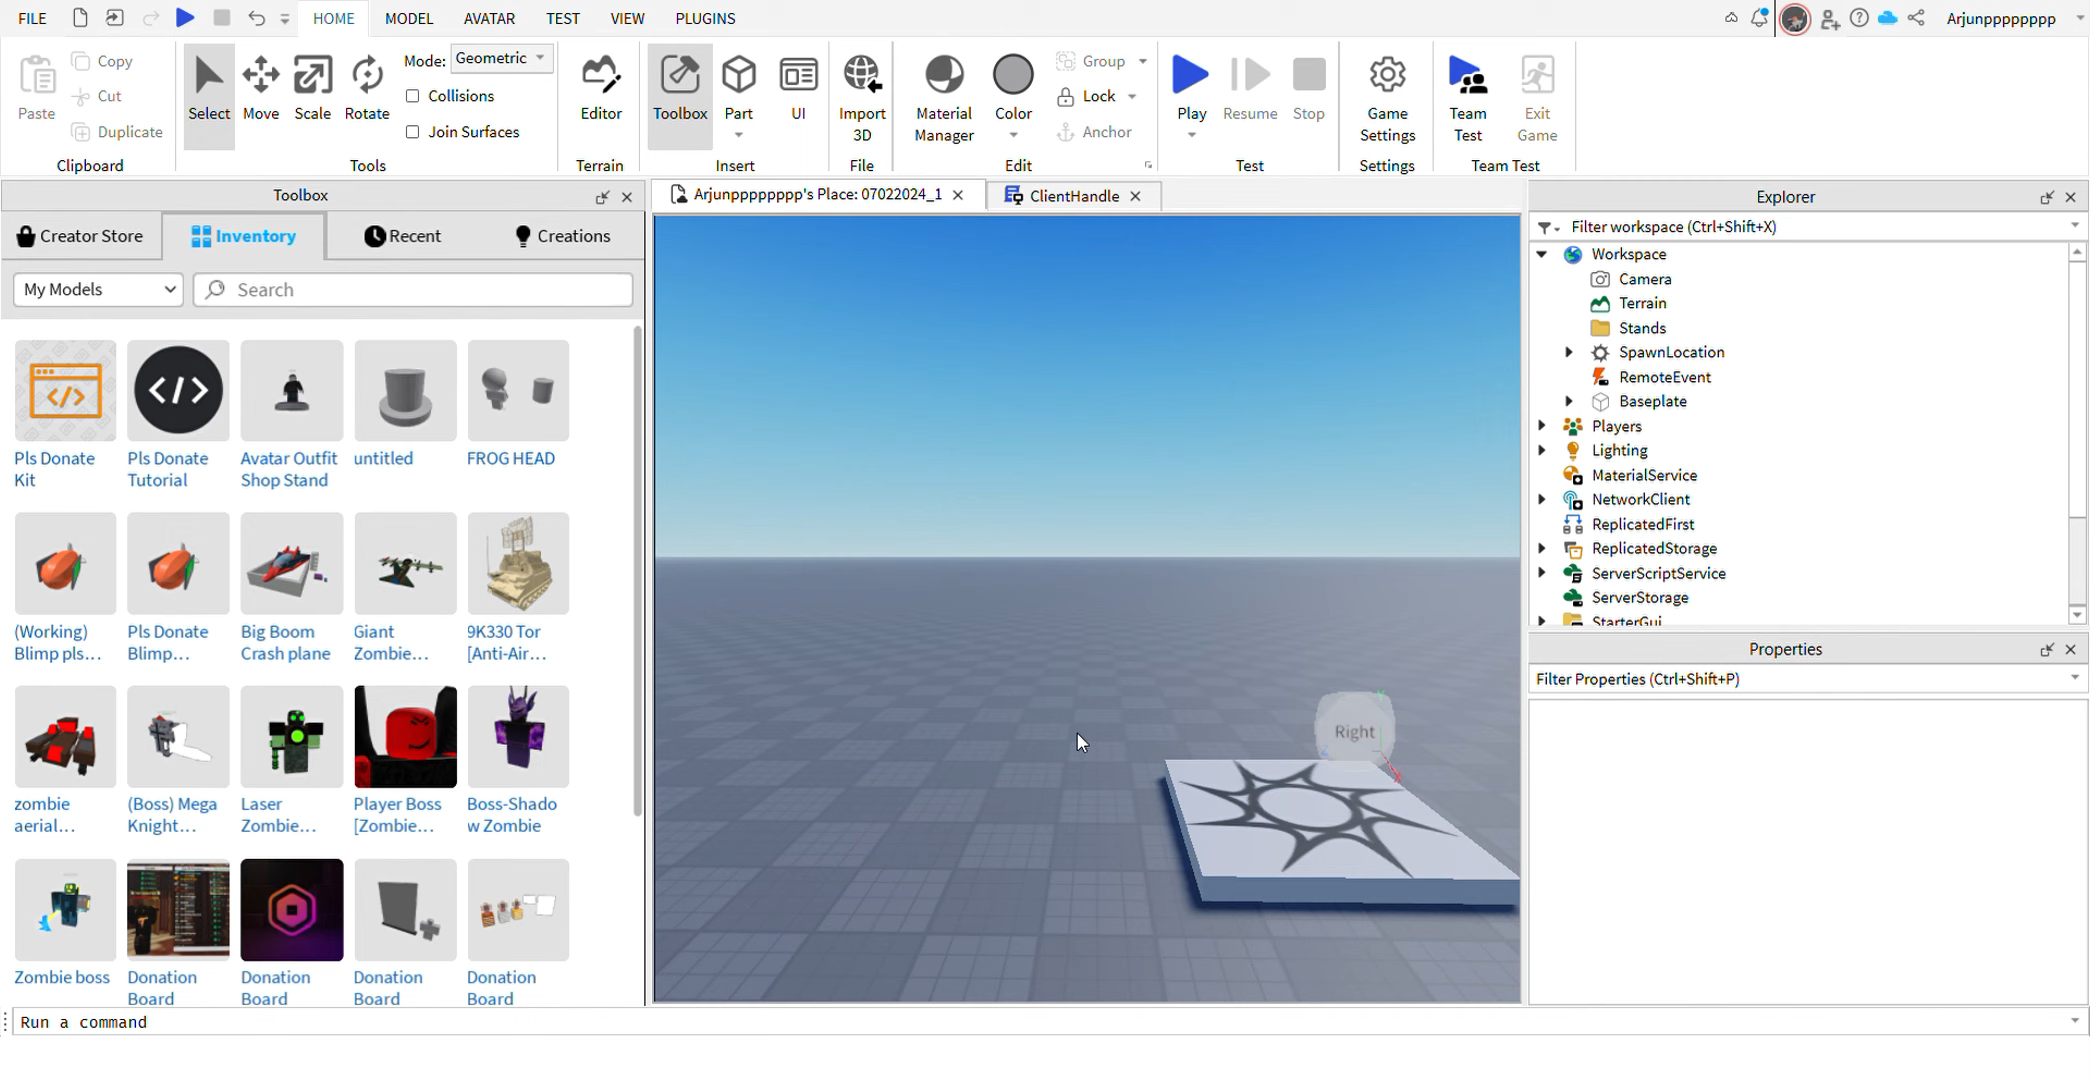 FILE HOME MODEL AVATAR TEST VIEW PLUGINS Arjunpppppppp
Paste Copy Cut Duplicate
Clipboard
Select Move Scale Rotate
Mode: Geometric
Collisions
Join Surfaces
Tools
Editor
Terrain
Toolbox Part UI
Insert
Import
3D
File
Material
Manager
Color
Group
Lock
Anchor
Edit
Play Resume Stop
Test
Game
Settings
Settings
Team
Test
Exit
Game
Team Test
Toolbox
Creator Store Inventory Recent Creations
My Models Search
Pls Donate
Kit
Pls Donate
Tutorial
Avatar Outfit
Shop Stand
untitled
FROG HEAD
(Working)
Blimp pls...
Pls Donate
Blimp...
Big Boom
Crash plane
Giant
Zombie...
9K330 Tor
[Anti-Air...
zombie
aerial...
(Boss) Mega
Knight...
Laser
Zombie...
Player Boss
[Zombie...
Boss-Shado
w Zombie
Zombie boss
Donation
Board
Donation
Board
Donation
Board
Donation
Board
Arjunpppppppp's Place: 07022024_1
ClientHandle
Right
Explorer
Filter workspace (Ctrl+Shift+X)
Workspace
Camera
Terrain
Stands
SpawnLocation
RemoteEvent
Baseplate
Players
Lighting
MaterialService
NetworkClient
ReplicatedFirst
ReplicatedStorage
ServerScriptService
ServerStorage
StarterGui
Properties
Filter Properties (Ctrl+Shift+P)
Run a command